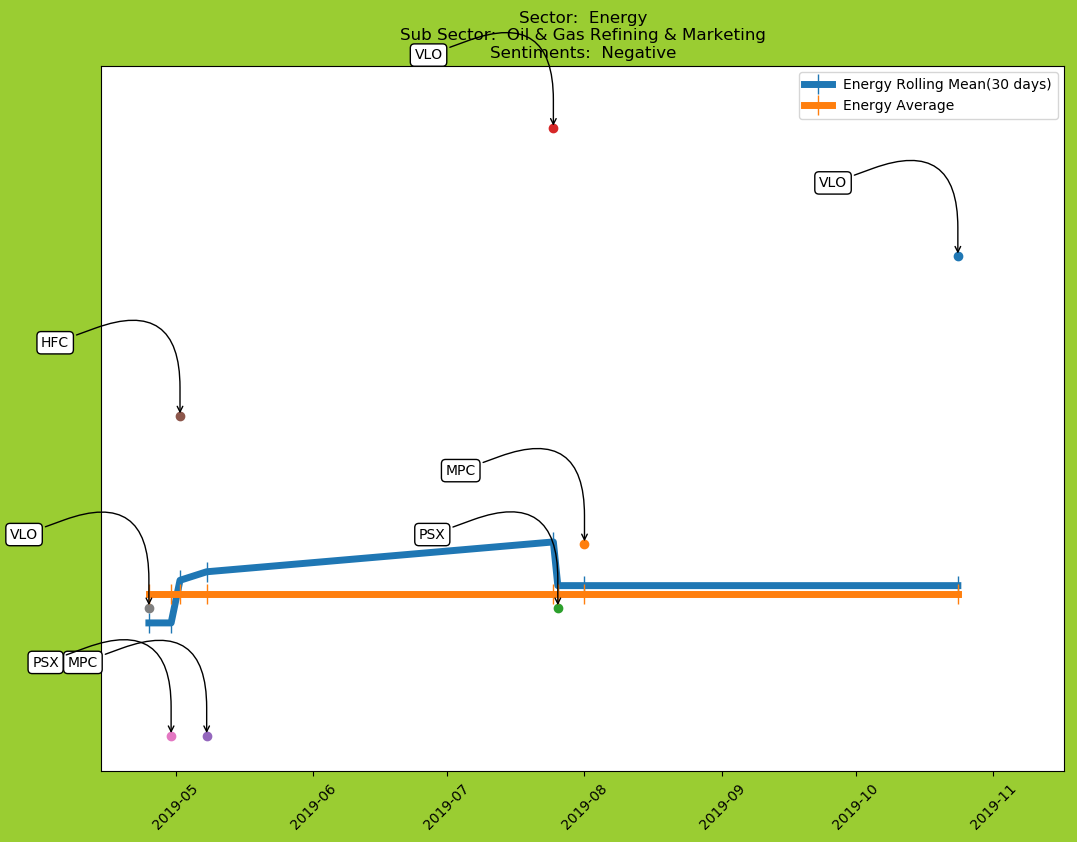 Sector:  Energy
Sub Sector:  Oil & Gas Refining & Marketing
Sentiments:  Negative
VLO
Energy Rolling Mean(30 days)
Energy Average
VLO
HFC
MPC
VLO
PSX
PSX
MPC
2019-05
2019-06
2019-07
2019-08
2019-09
2019-10
2019-11